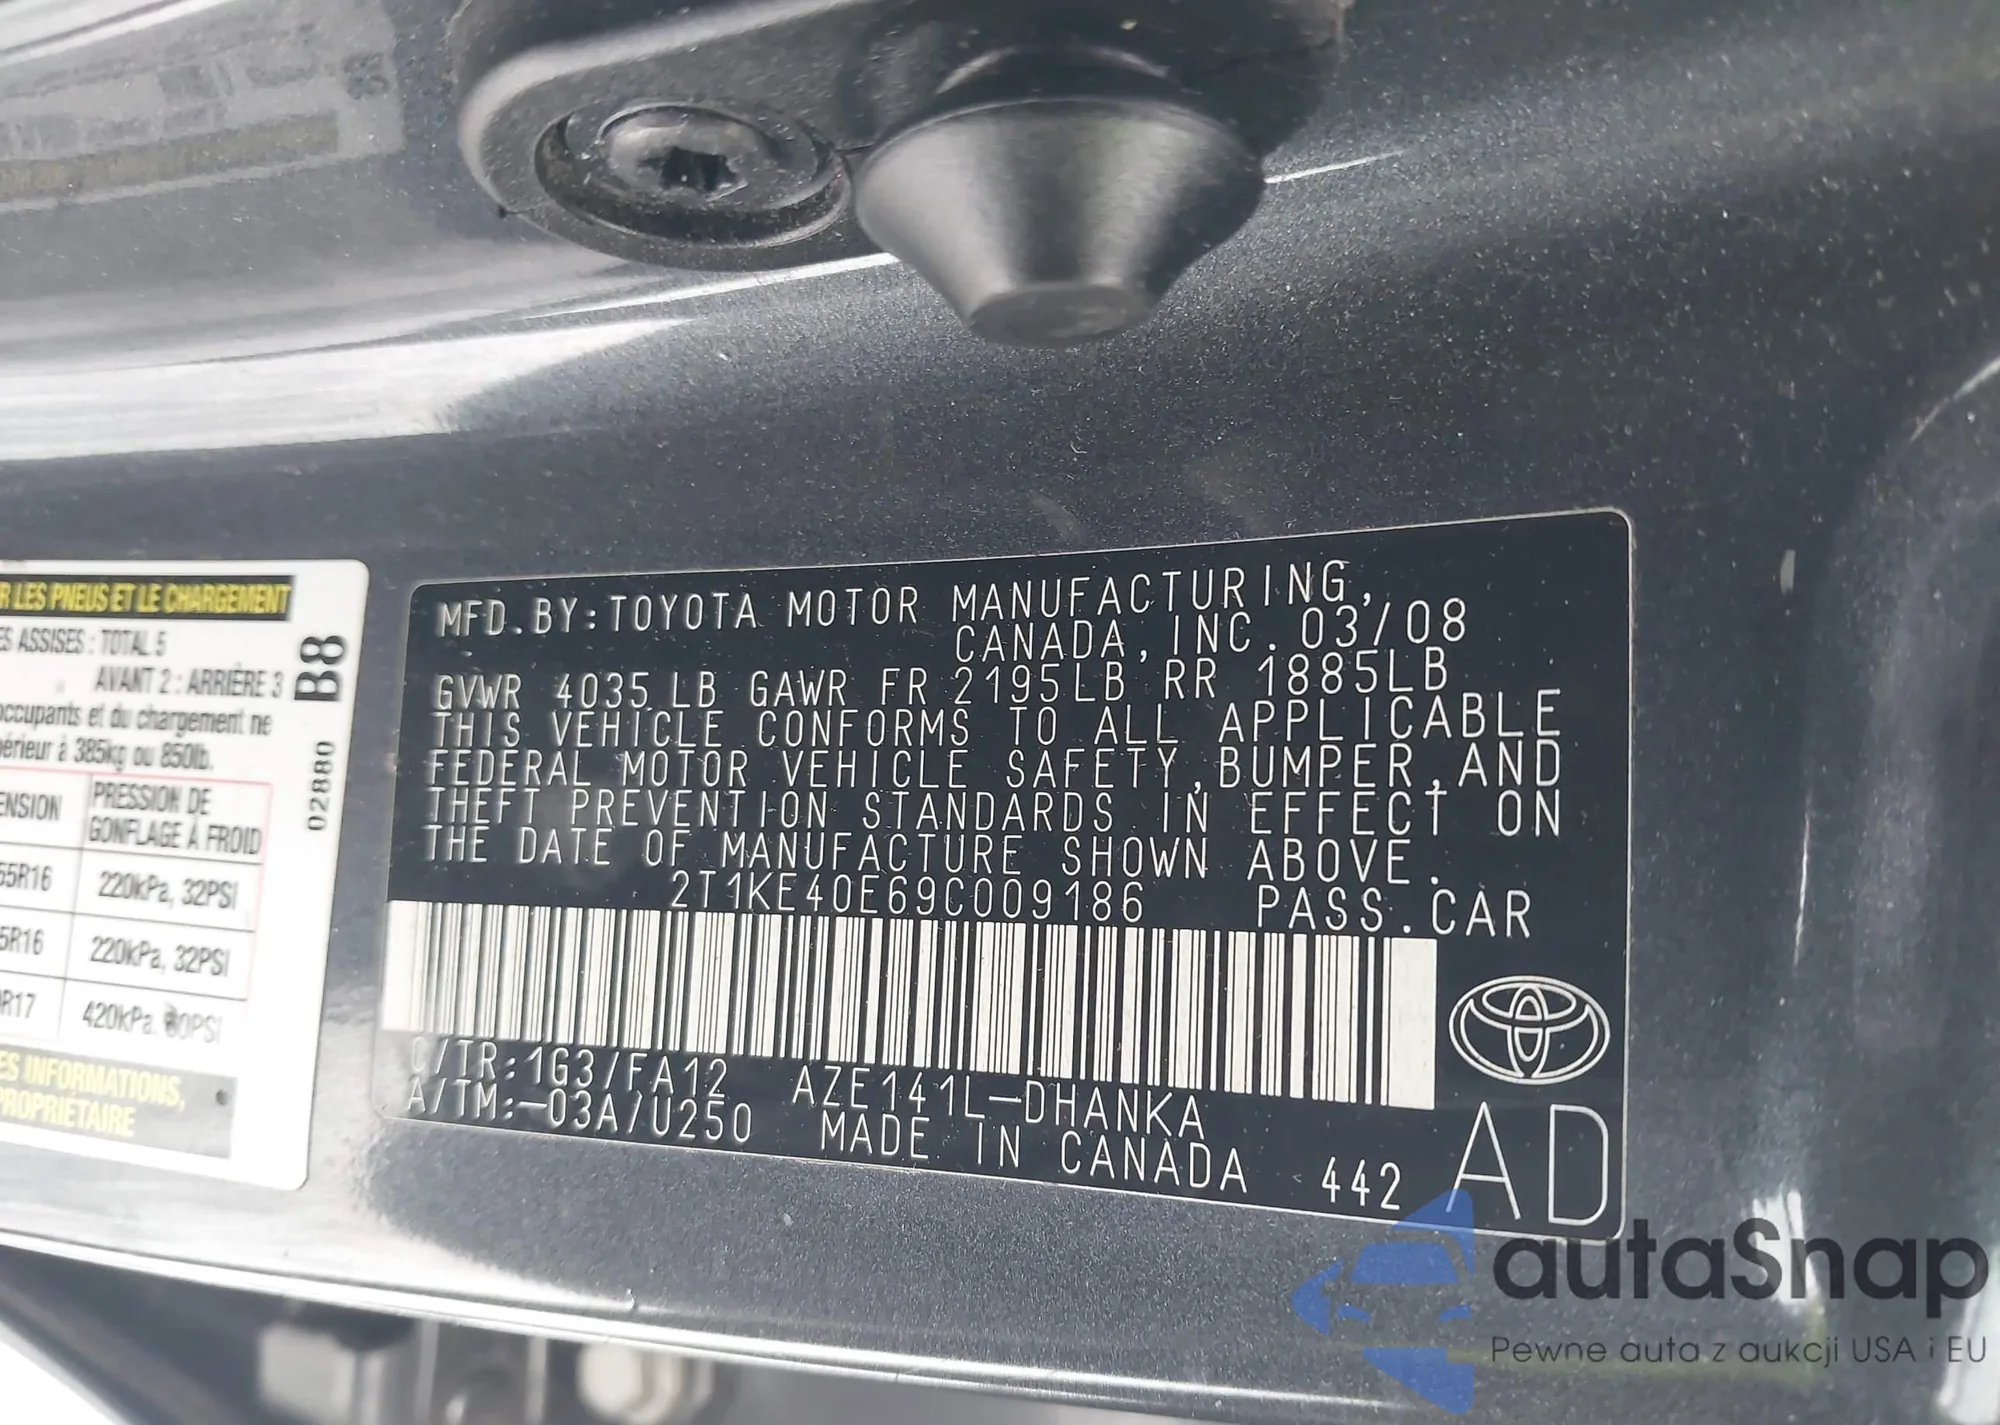 R LES PNEUS ET LE CHARGEMENT
ES ASSISES : TOTAL 5
AVANT 2 : ARRIÈRE 3
occupants et du chargement ne
érieur à 385kg ou 850lb.
ENSION PRESSION DE
GONFLAGE À FROID
55R16 220kPa, 32PSI
5R16 220kPa, 32PSI
R17 420kPa. 60PSI
ES INFORMATIONS,
PROPRIÉTAIRE
B8
02880
MFD. BY: TOYOTA MOTOR MANUFACTURING,
CANADA, INC. 03/08
GVWR 4035 LB GAWR FR 2195LB RR 1885LB
THIS VEHICLE CONFORMS TO ALL APPLICABLE
FEDERAL MOTOR VEHICLE SAFETY, BUMPER, AND
THEFT PREVENTION STANDARDS IN EFFECT ON
THE DATE OF MANUFACTURE SHOWN ABOVE.
2T1KE40E69C009186 PASS. CAR
C/TR: 1G3/FA12 AZE141L-DHANKA
A/TM:-03A/U250 MADE IN CANADA 442
AD
autaSnap
Pewne auta z aukcji USA i EU